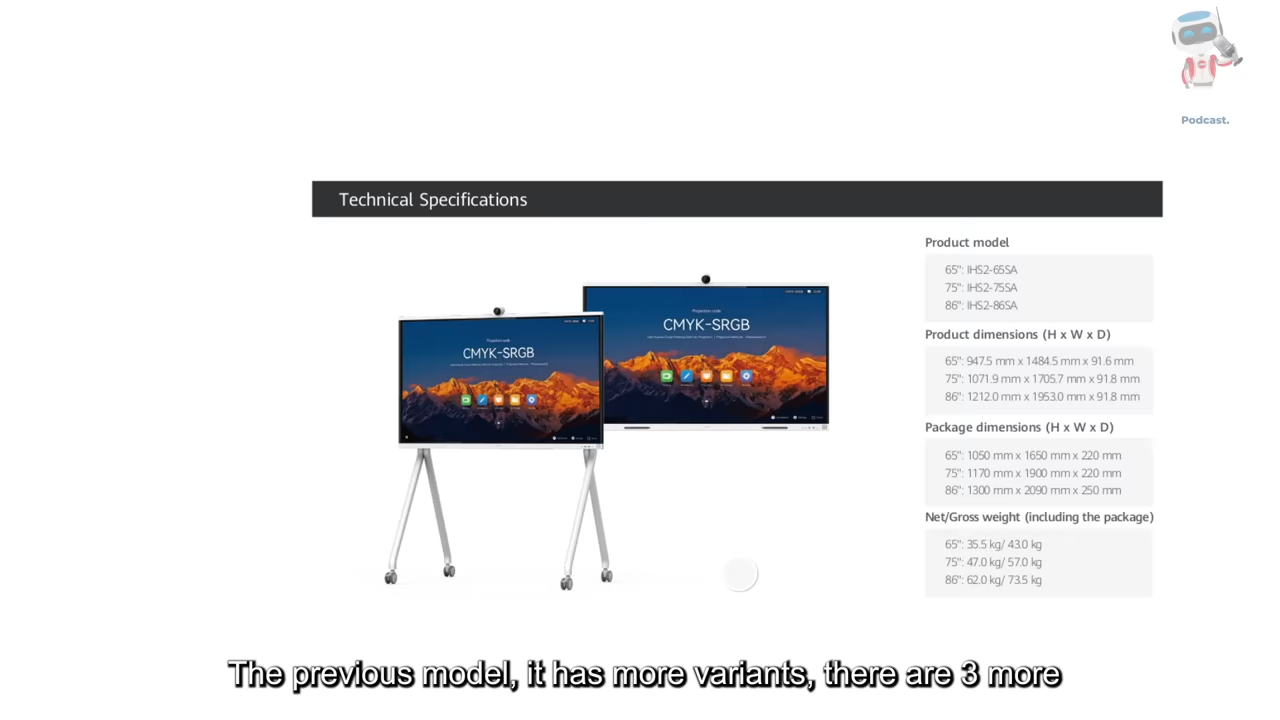 Podcast.
Technical Specifications
Product model
65": IHS2-65SA
75": IHS2-75SA
86": IHS2-86SA
Product dimensions (H x W x D)
65": 947.5 mm x 1484.5 mm x 91.6 mm
75": 1071.9 mm x 1705.7 mm x 91.8 mm
86": 1212.0 mm x 1953.0 mm x 91.8 mm
Package dimensions (H x W x D)
65": 1050 mm x 1650 mm x 220 mm
75": 1170 mm x 1900 mm x 220 mm
86": 1300 mm x 2090 mm x 250 mm
Net/Gross weight (including the package)
65": 35.5 kg/ 43.0 kg
75": 47.0 kg/ 57.0 kg
86": 62.0 kg/ 73.5 kg
Projection code
CMYK-SRGB
Projection code
CMYK-SRGB
The previous model, it has more variants, there are 3 more